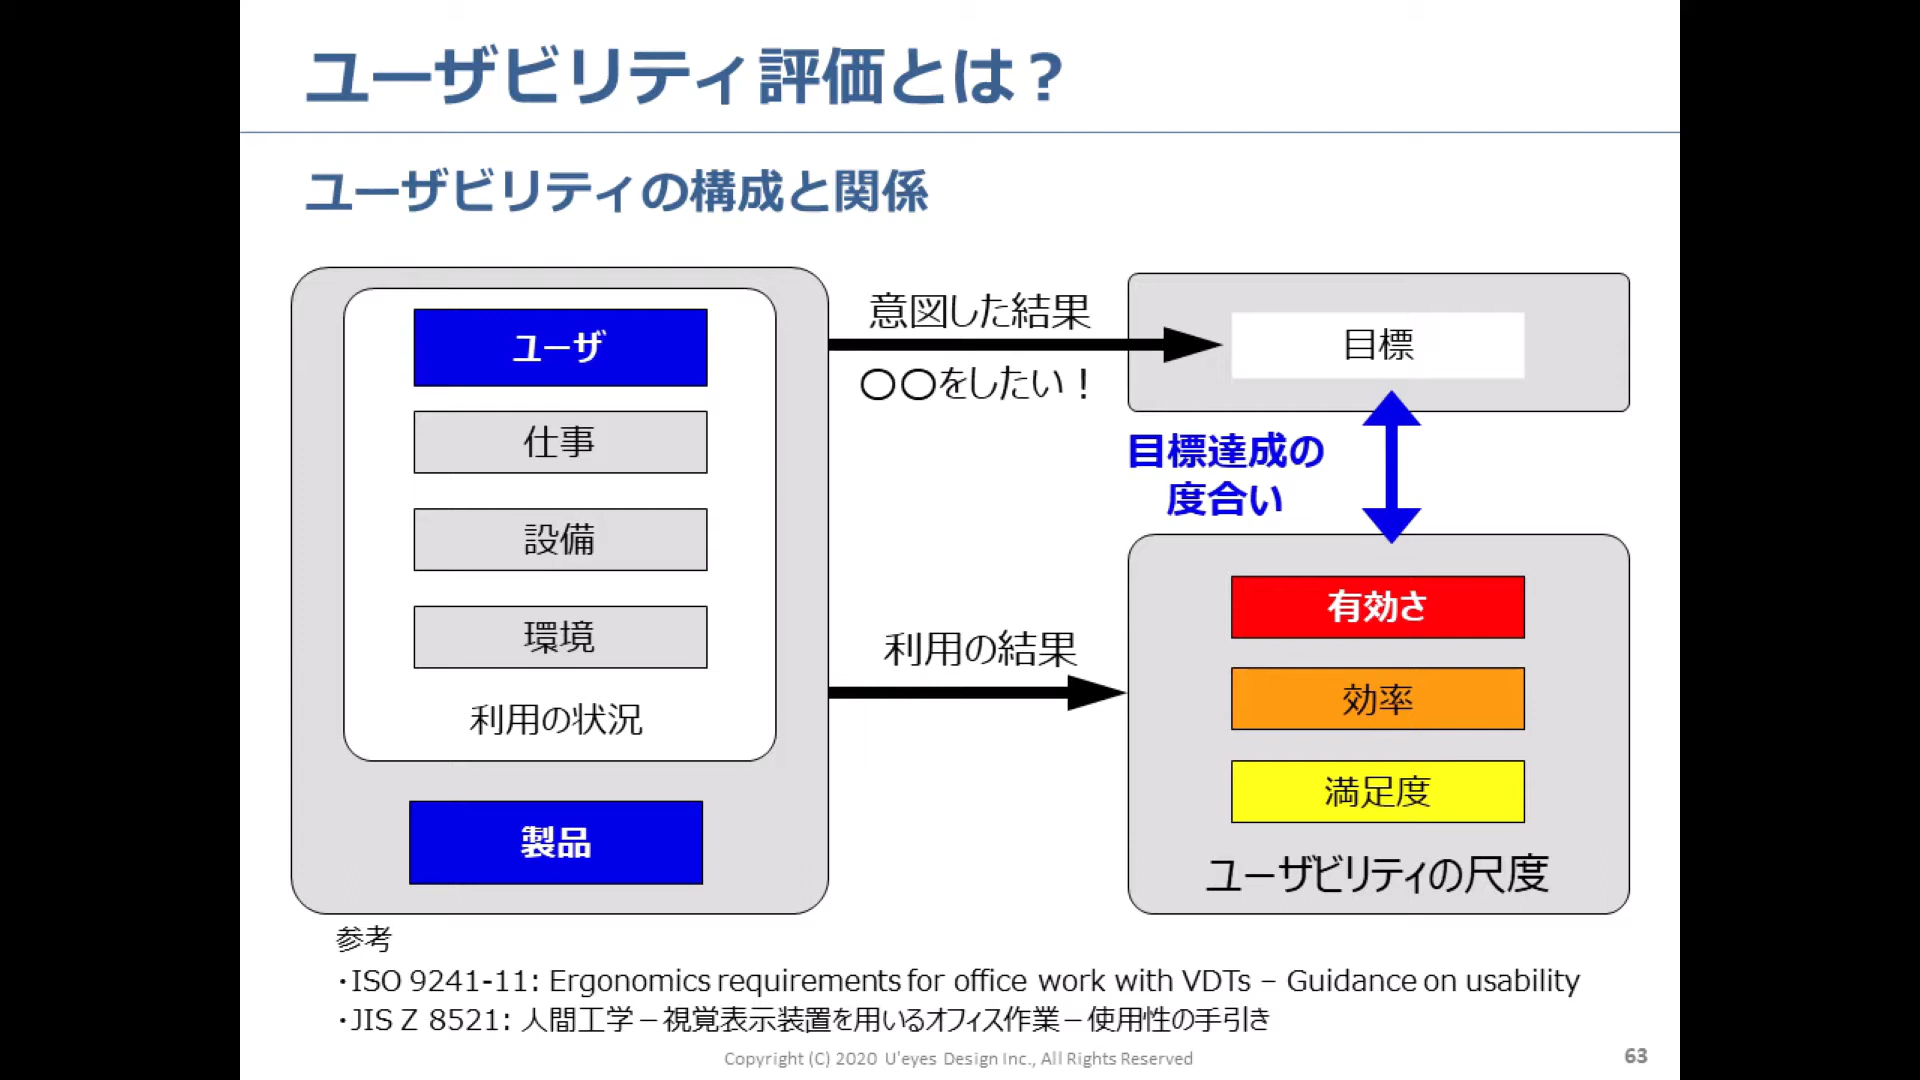 ユーザビリティ評価とは？
ユーザビリティの構成と関係
ユーザ
仕事
設備
環境
利用の状況
製品
意図した結果
〇〇をしたい！
利用の結果
目標
目標達成の
度合い
有効さ
効率
満足度
ユーザビリティの尺度
参考
・ISO 9241-11: Ergonomics requirements for office work with VDTs – Guidance on usability
・JIS Z 8521: 人間工学－視覚表示装置を用いるオフィス作業－使用性の手引き
Copyright (C) 2020 U'eyes Design Inc., All Rights Reserved
63